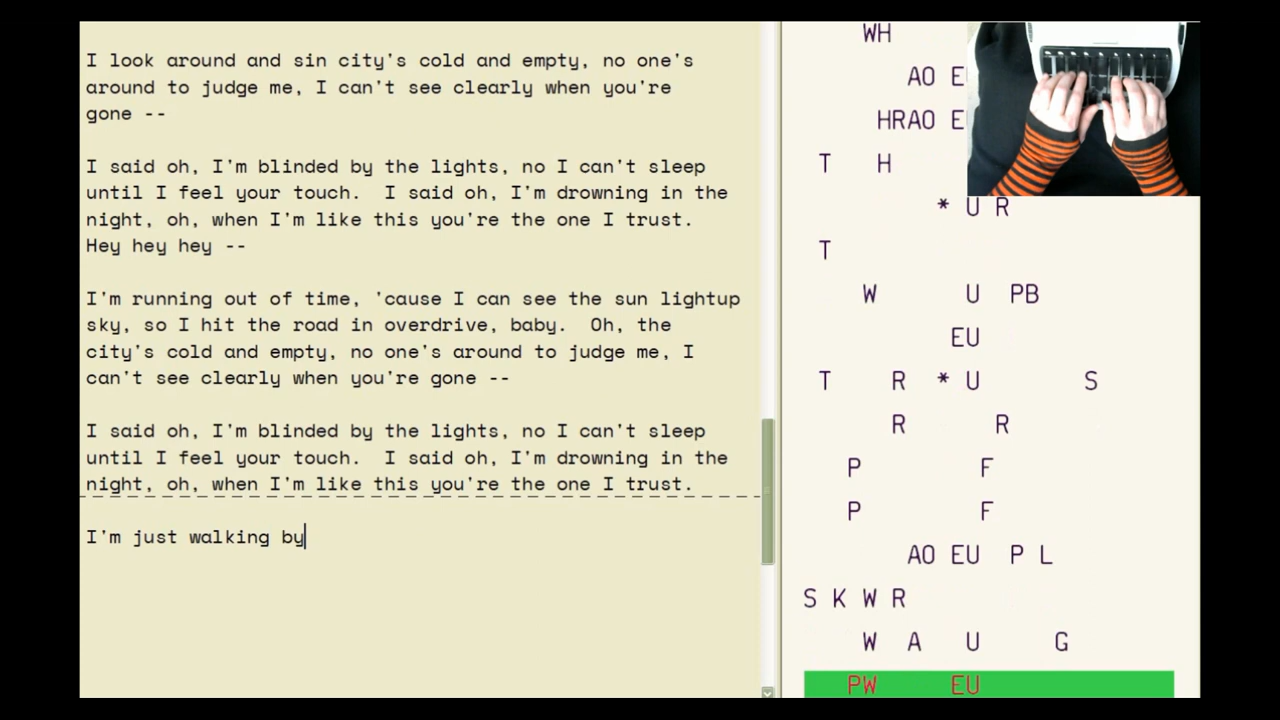 I look around and sin city's cold and empty, no one's
around to judge me, I can't see clearly when you're
gone --
I said oh, I'm blinded by the lights, no I can't sleep
until I feel your touch.  I said oh, I'm drowning in the
night, oh, when I'm like this you're the one I trust.
Hey hey hey --
I'm running out of time, 'cause I can see the sun lightup
sky, so I hit the road in overdrive, baby.  Oh, the
city's cold and empty, no one's around to judge me, I
can't see clearly when you're gone --
I said oh, I'm blinded by the lights, no I can't sleep
until I feel your touch.  I said oh, I'm drowning in the
night, oh, when I'm like this you're the one I trust.
I'm just walking by
WH
AO E
HRAO E
T H
* U R
T
W U PB
EU
T R * U S
R R
P F
P F
AO EU P L
S K W R
W A U G
PW EU